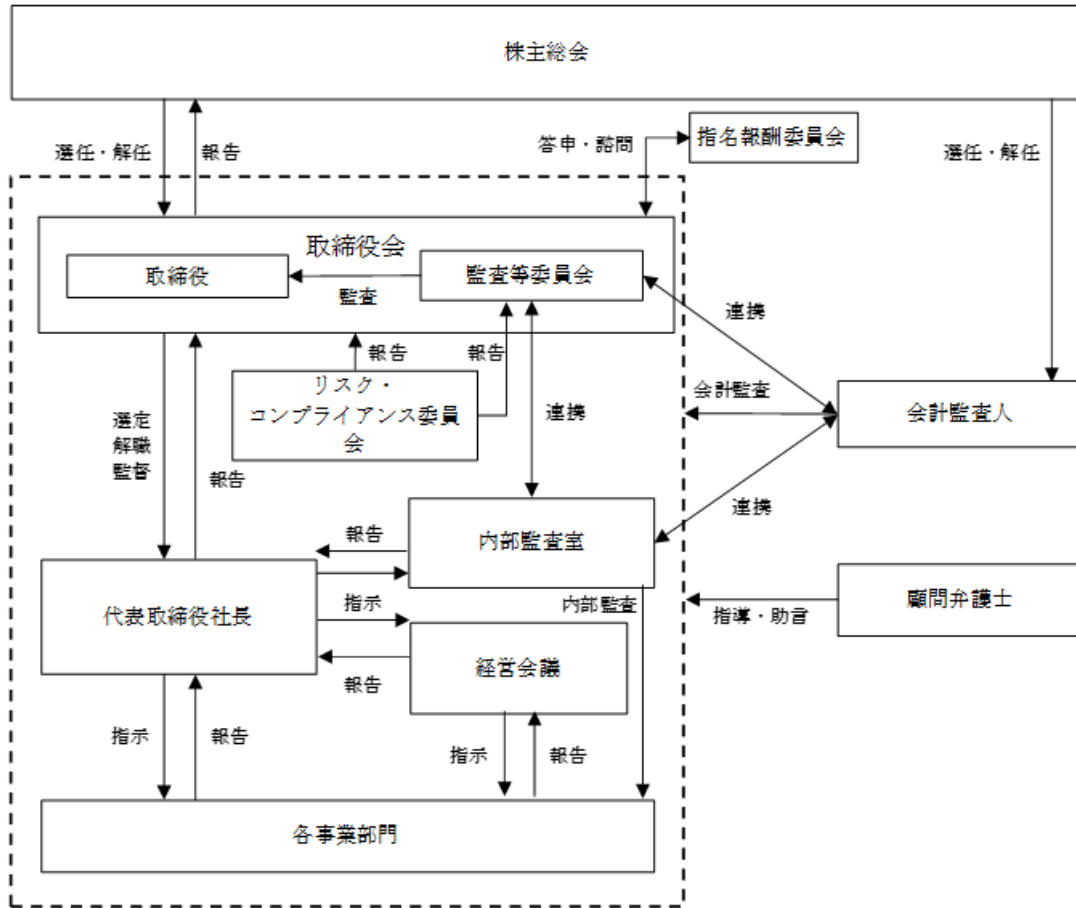 株主総会
選任・解任
報告
答申・諮問
指名報酬委員会
選任・解任
取締役会
取締役
監査等委員会
監査
連携
報告
報告
リスク・
コンプライアンス委員
会
会計監査
会計監査人
選定
解職
監督
報告
連携
連携
報告
内部監査室
指示
内部監査
代表取締役社長
顧問弁護士
指導・助言
経営会議
報告
指示
報告
指示
報告
各事業部門